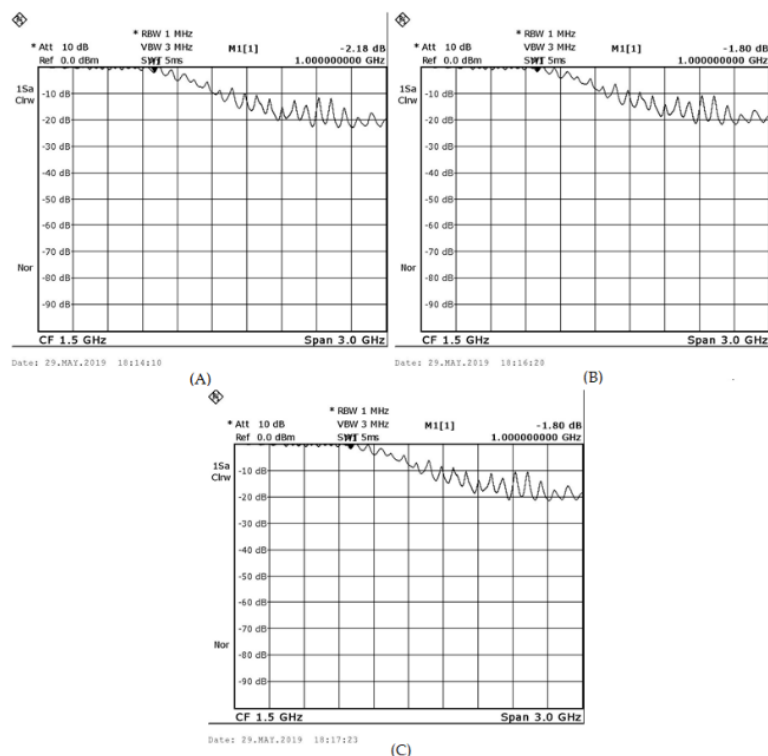 * RBW 1 MHz
* Att 10 dB VBW 3 MHz M1[1] -2.18 dB
Ref 0.0 dBm SWT 5ms 1.000000000 GHz
1Sa
Clrw
-10 dB
-20 dB
-30 dB
-40 dB
-50 dB
-60 dB
-70 dB
Nor
-80 dB
-90 dB
CF 1.5 GHz Span 3.0 GHz
Date: 29.MAY.2019 10:14:10
(A)
* RBW 1 MHz
* Att 10 dB VBW 3 MHz M1[1] -1.80 dB
Ref 0.0 dBm SWT 5ms 1.000000000 GHz
1Sa
Clrw
-10 dB
-20 dB
-30 dB
-40 dB
-50 dB
-60 dB
-70 dB
Nor
-80 dB
-90 dB
CF 1.5 GHz Span 3.0 GHz
Date: 29.MAY.2019 10:16:20
(B)
* RBW 1 MHz
* Att 10 dB VBW 3 MHz M1[1] -1.80 dB
Ref 0.0 dBm SWT 5ms 1.000000000 GHz
1Sa
Clrw
-10 dB
-20 dB
-30 dB
-40 dB
-50 dB
-60 dB
-70 dB
Nor
-80 dB
-90 dB
CF 1.5 GHz Span 3.0 GHz
Date: 29.MAY.2019 10:17:23
(C)